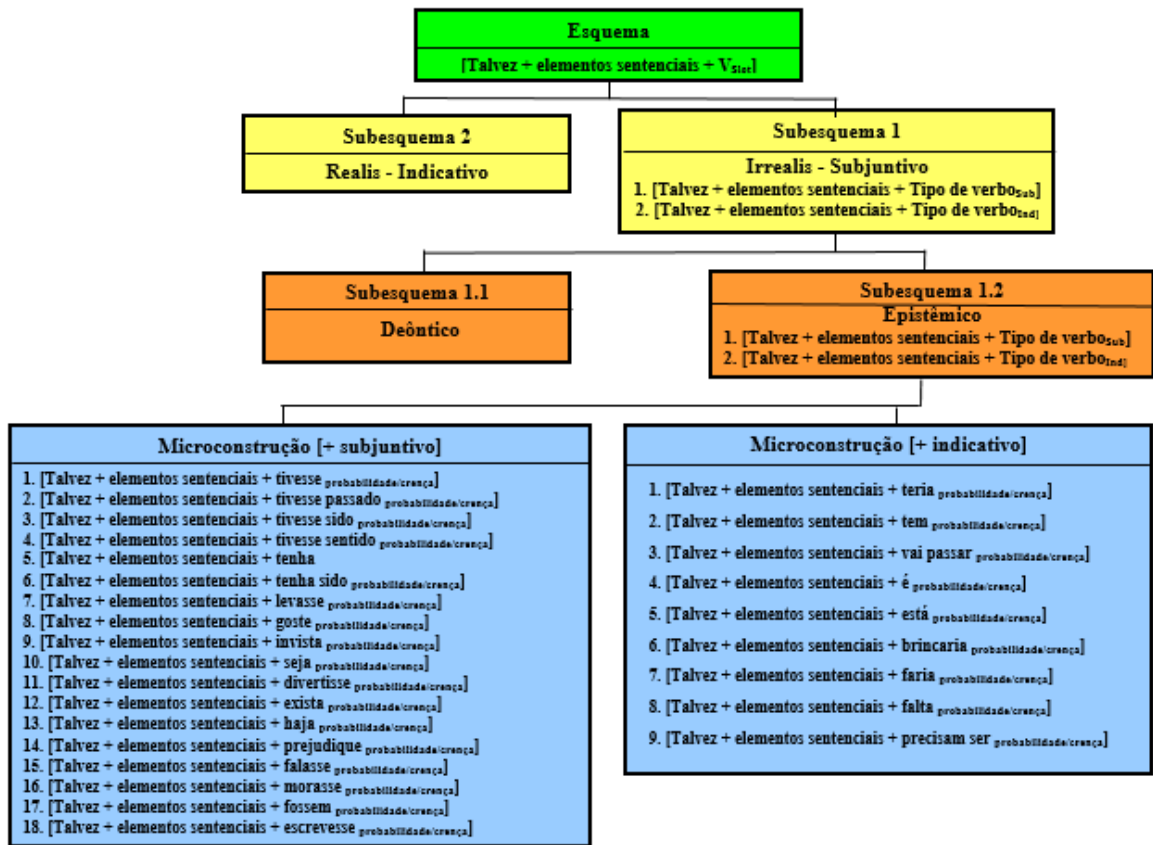 Esquema
[Talvez + elementos sentenciais + V_Slot]
Subesquema 2
Realis - Indicativo
Subesquema 1
Irrealis - Subjuntivo
1. [Talvez + elementos sentenciais + Tipo de verbo_Sub]
2. [Talvez + elementos sentenciais + Tipo de verbo_Ind]
Subesquema 1.1
Deôntico
Subesquema 1.2
Epistêmico
1. [Talvez + elementos sentenciais + Tipo de verbo_Sub]
2. [Talvez + elementos sentenciais + Tipo de verbo_Ind]
Microconstrução [+ subjuntivo]
1. [Talvez + elementos sentenciais + tivesse probabilidade/crença]
2. [Talvez + elementos sentenciais + tivesse passado probabilidade/crença]
3. [Talvez + elementos sentenciais + tivesse sido probabilidade/crença]
4. [Talvez + elementos sentenciais + tivesse sentido probabilidade/crença]
5. [Talvez + elementos sentenciais + tenha
6. [Talvez + elementos sentenciais + tenha sido probabilidade/crença]
7. [Talvez + elementos sentenciais + levasse probabilidade/crença]
8. [Talvez + elementos sentenciais + goste probabilidade/crença]
9. [Talvez + elementos sentenciais + invista probabilidade/crença]
10. [Talvez + elementos sentenciais + seja probabilidade/crença]
11. [Talvez + elementos sentenciais + divertisse probabilidade/crença]
12. [Talvez + elementos sentenciais + exista probabilidade/crença]
13. [Talvez + elementos sentenciais + haja probabilidade/crença]
14. [Talvez + elementos sentenciais + prejudique probabilidade/crença]
15. [Talvez + elementos sentenciais + falasse probabilidade/crença]
16. [Talvez + elementos sentenciais + morasse probabilidade/crença]
17. [Talvez + elementos sentenciais + fossem probabilidade/crença]
18. [Talvez + elementos sentenciais + escrevesse probabilidade/crença]
Microconstrução [+ indicativo]
1. [Talvez + elementos sentenciais + teria probabilidade/crença]
2. [Talvez + elementos sentenciais + tem probabilidade/crença]
3. [Talvez + elementos sentenciais + vai passar probabilidade/crença]
4. [Talvez + elementos sentenciais + é probabilidade/crença]
5. [Talvez + elementos sentenciais + está probabilidade/crença]
6. [Talvez + elementos sentenciais + brincaria probabilidade/crença]
7. [Talvez + elementos sentenciais + faria probabilidade/crença]
8. [Talvez + elementos sentenciais + falta probabilidade/crença]
9. [Talvez + elementos sentenciais + precisam ser probabilidade/crença]